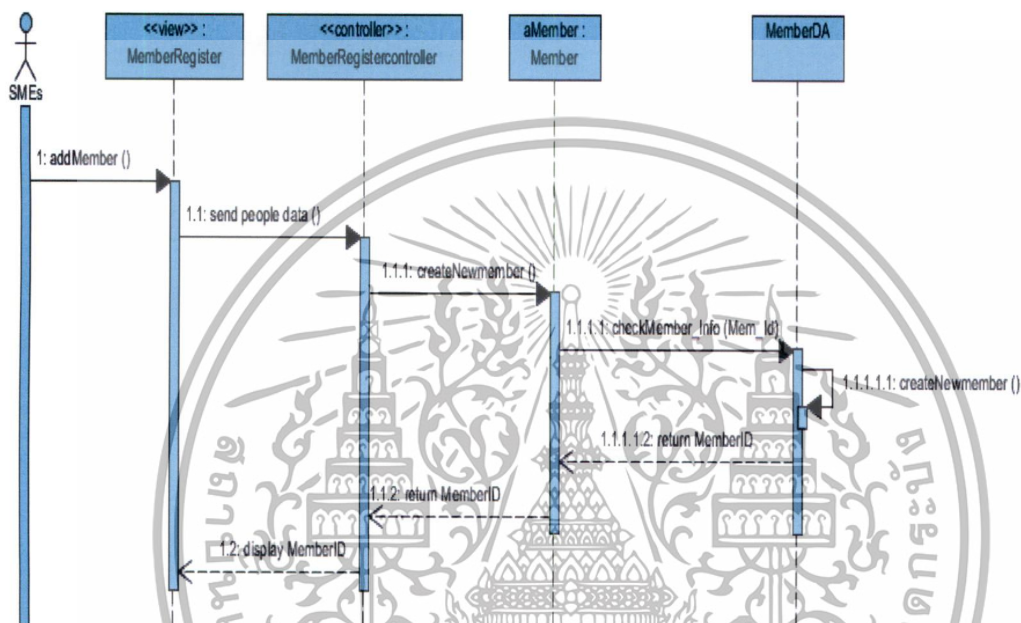 <<view>> :
MemberRegister
<<controller>> :
MemberRegistercontroller
aMember :
Member
MemberDA
SMEs
1: addMember ()
1.1: send people data ()
1.1.1: createNewmember ()
1.1.1.1: checkMember_Info (Mem_Id)
1.1.1.1.1: createNewmember ()
1.1.1.1.2: return MemberID
1.1.2: return MemberID
1.2: display MemberID